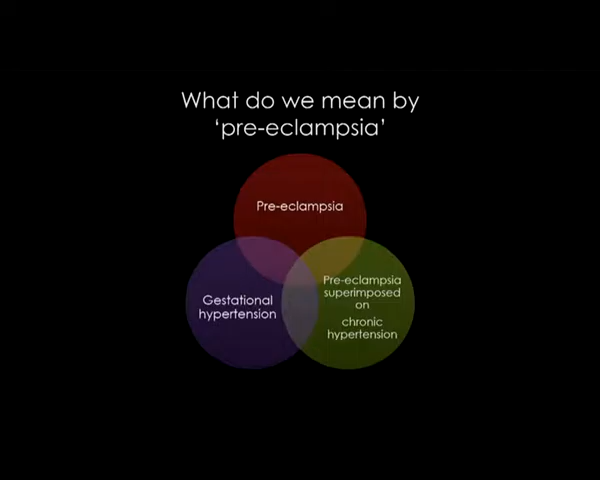 What do we mean by
‘pre-eclampsia’
Pre-eclampsia
Gestational
hypertension
Pre-eclampsia
superimposed
on
chronic
hypertension